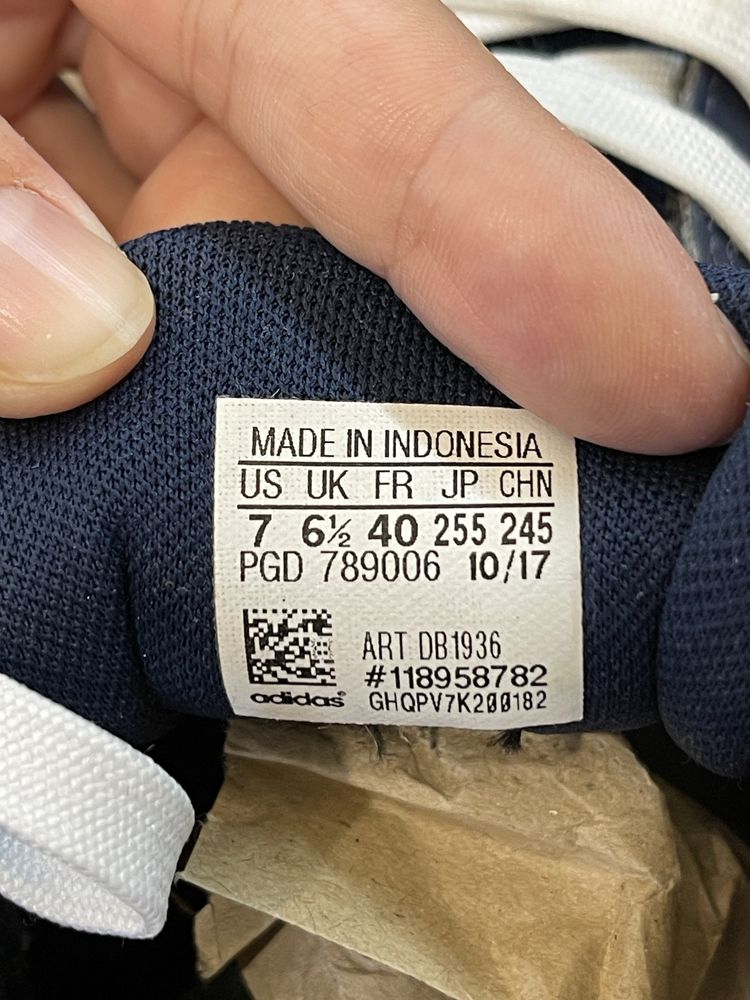 MADE IN INDONESIA
US UK FR JP CHN
7 6½ 40 255 245
PGD 789006 10/17
ART DB1936
#118958782
adidas® GHQPV7K200182